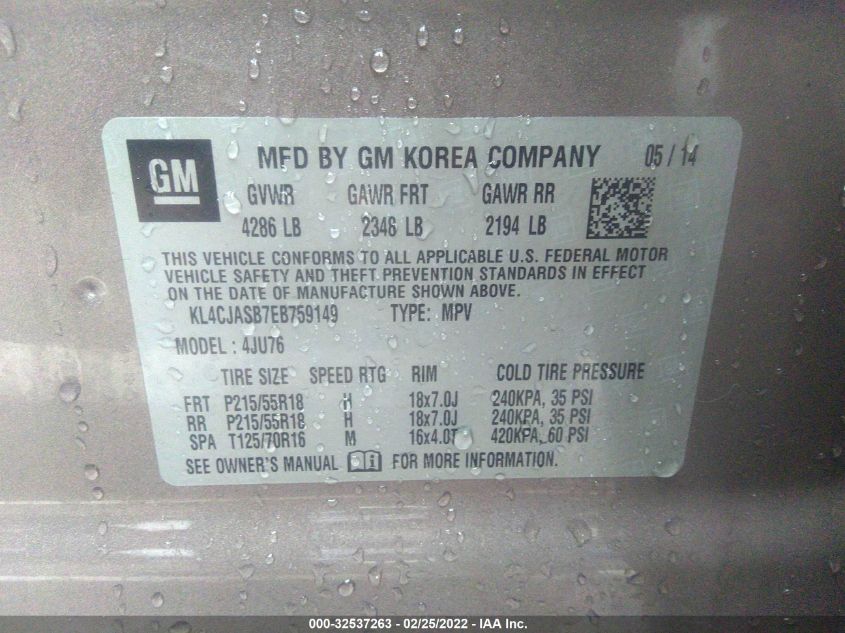 GM
MFD BY GM KOREA COMPANY 05/14
GVWR GAWR FRT GAWR RR
4286 LB 2346 LB 2194 LB
THIS VEHICLE CONFORMS TO ALL APPLICABLE U.S. FEDERAL MOTOR
VEHICLE SAFETY AND THEFT PREVENTION STANDARDS IN EFFECT
ON THE DATE OF MANUFACTURE SHOWN ABOVE.
KL4CJASB7EB759149 TYPE: MPV
MODEL : 4JU76
TIRE SIZE SPEED RTG RIM COLD TIRE PRESSURE
FRT P215/55R18 H 18x7.0J 240KPA, 35 PSI
RR P215/55R18 H 18x7.0J 240KPA, 35 PSI
SPA T125/70R16 M 16x4.0T 420KPA, 60 PSI
SEE OWNER'S MANUAL FOR MORE INFORMATION.
000-32537263 - 02/25/2022 - IAA Inc.